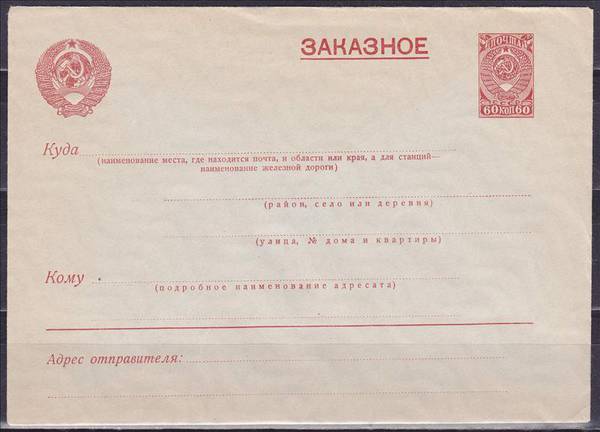 ЗАКАЗНОЕ
ПОЧТА
60 КОП 60
Куда
(наименование места, где находится почта, и области или края, а для станций—
наименование железной дороги)
(район, село или деревня)
(улица, № дома и квартиры)
Кому
(подробное наименование адресата)
Адрес отправителя: